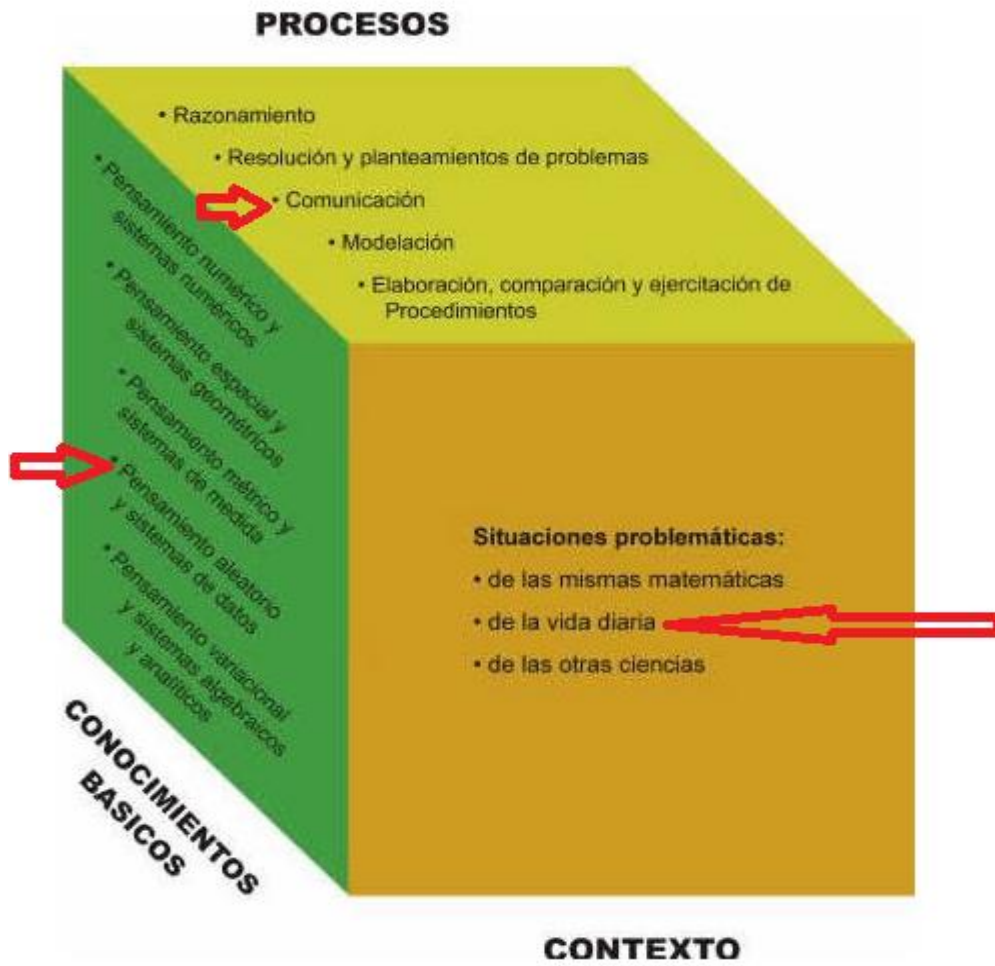 PROCESOS
• Razonamiento
• Resolución y planteamientos de problemas
• Comunicación
• Modelación
• Elaboración, comparación y ejercitación de
Procedimientos
• Pensamiento numérico y
sistemas numéricos
• Pensamiento espacial y
sistemas geométricos
• Pensamiento métrico y
sistemas de medida
• Pensamiento aleatorio
y sistemas de datos
• Pensamiento variacional
y sistemas algebraicos
y analíticos
CONOCIMIENTOS
BASICOS
Situaciones problemáticas:
• de las mismas matemáticas
• de la vida diaria
• de las otras ciencias
CONTEXTO